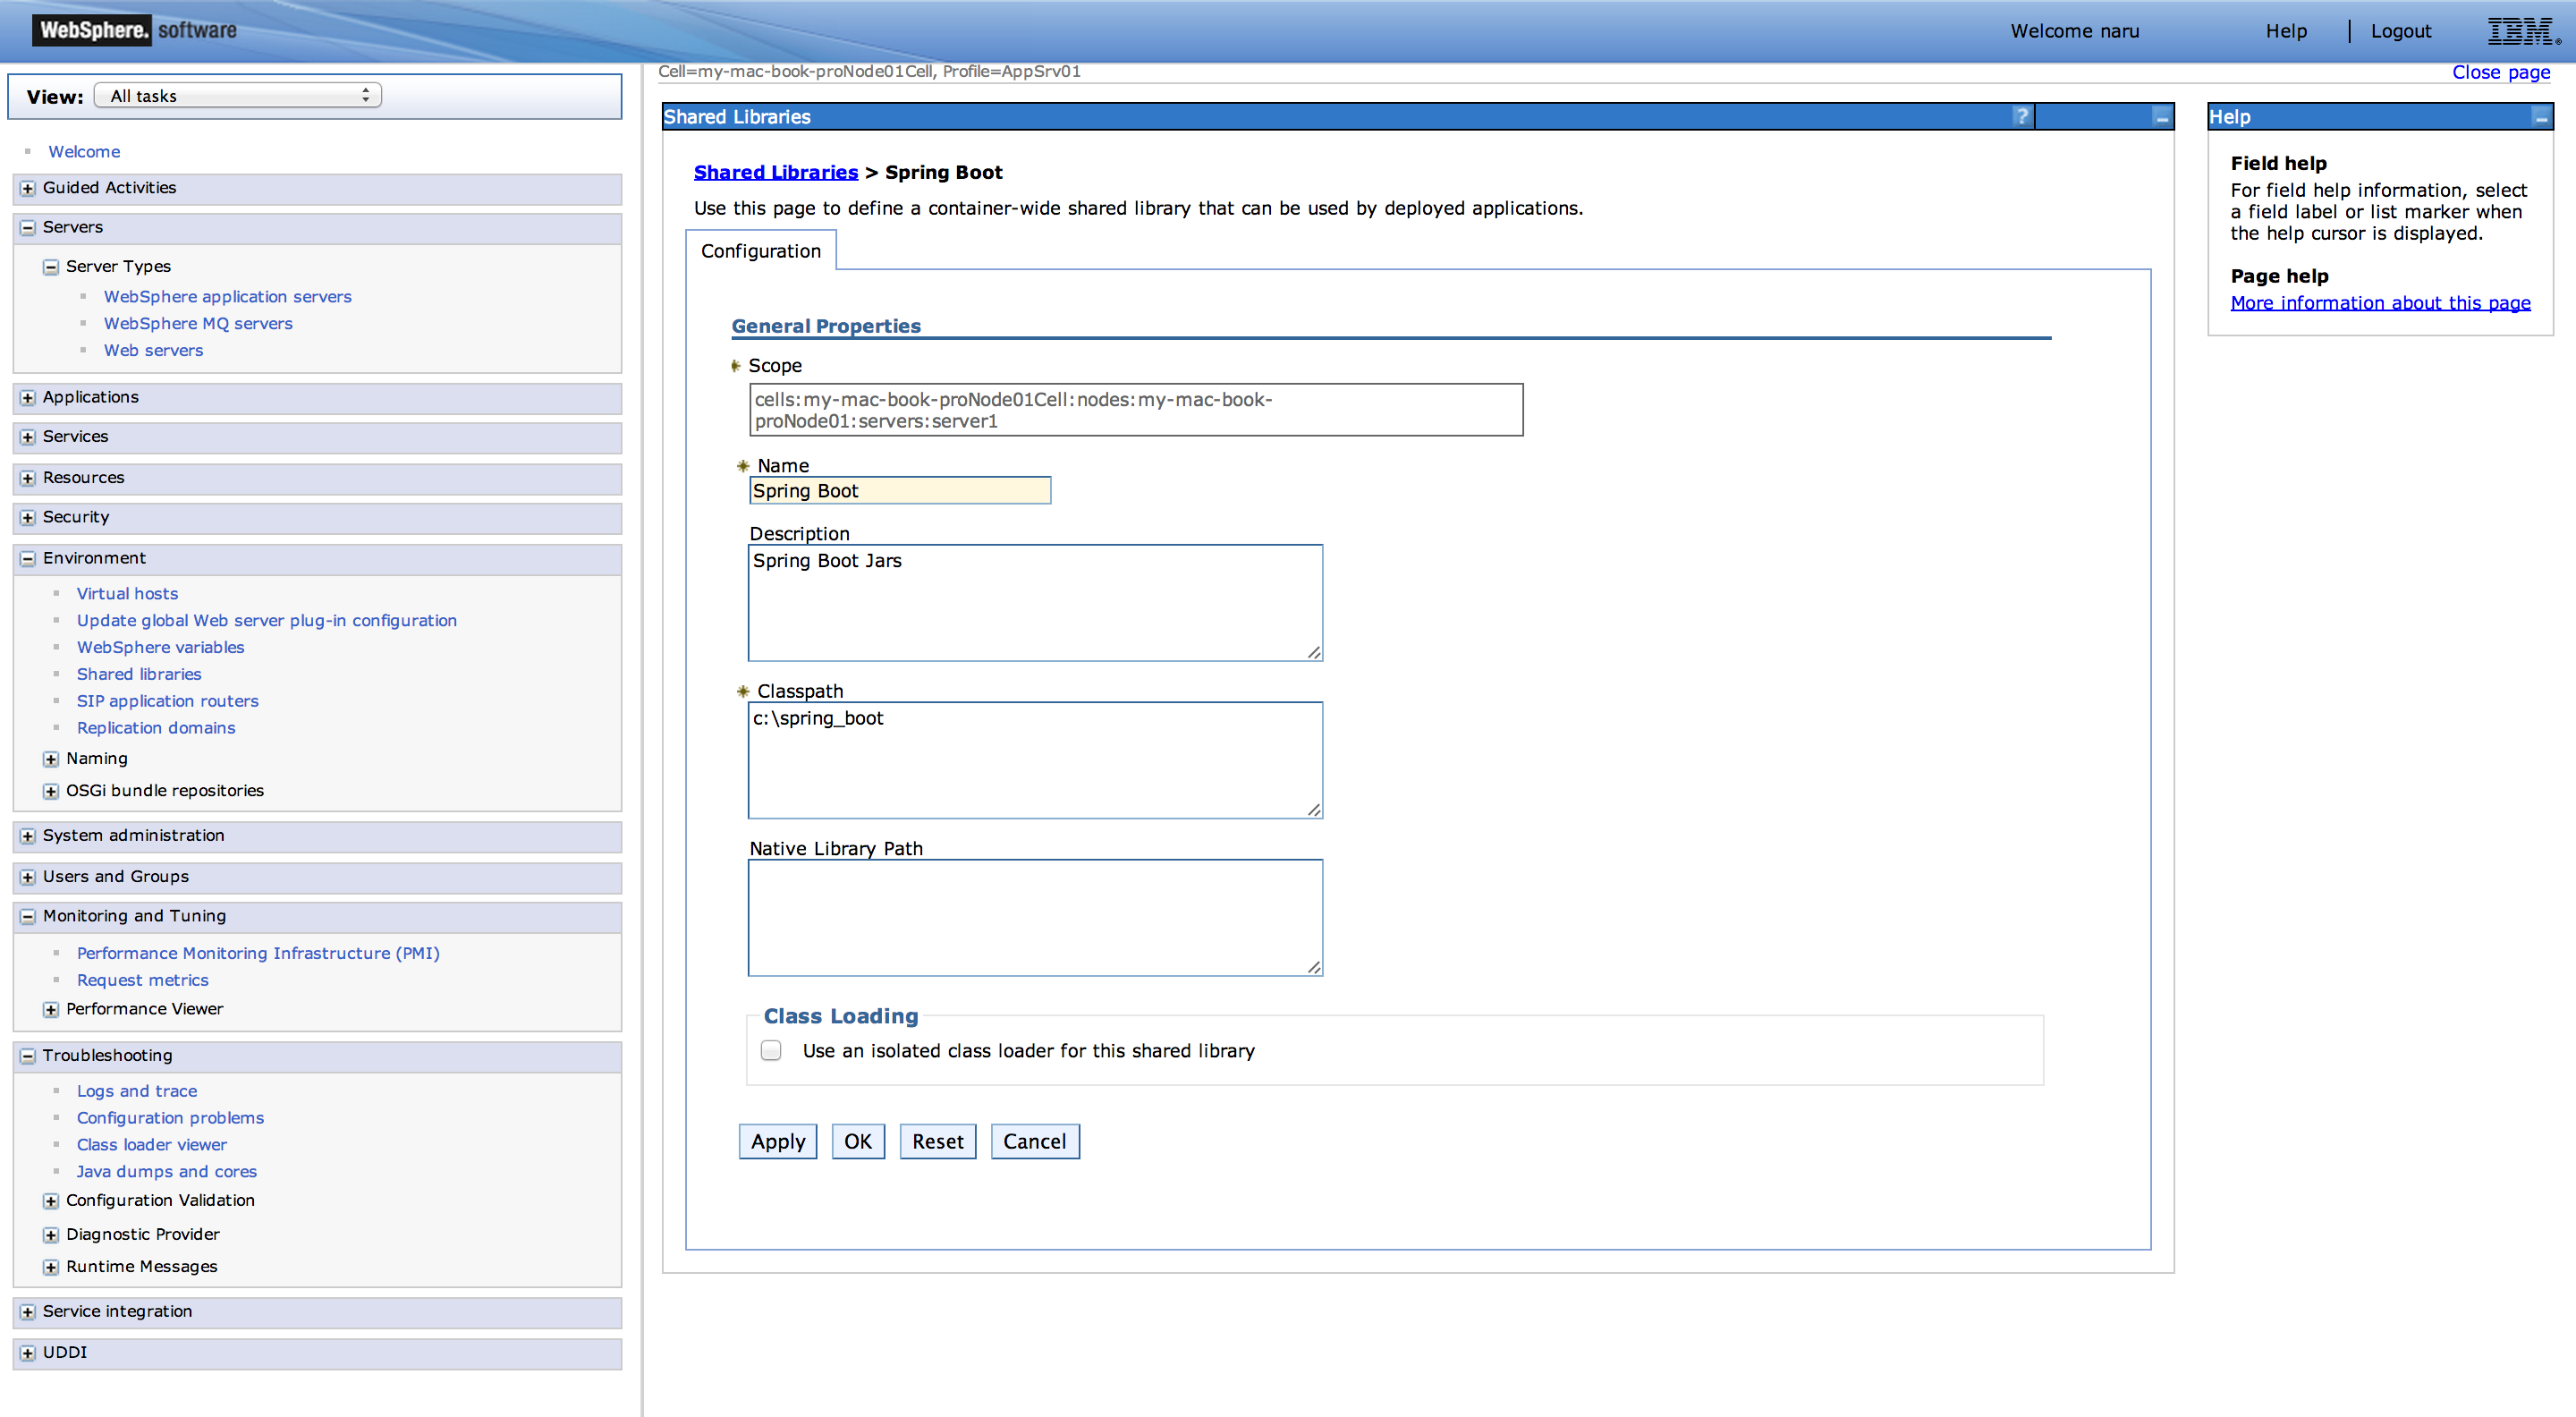 WebSphere. software
Welcome naru
Help
Logout
IBM®
View: All tasks
Welcome
Guided Activities
Servers
Server Types
WebSphere application servers
WebSphere MQ servers
Web servers
Applications
Services
Resources
Security
Environment
Virtual hosts
Update global Web server plug-in configuration
WebSphere variables
Shared libraries
SIP application routers
Replication domains
Naming
OSGi bundle repositories
System administration
Users and Groups
Monitoring and Tuning
Performance Monitoring Infrastructure (PMI)
Request metrics
Performance Viewer
Troubleshooting
Logs and trace
Configuration problems
Class loader viewer
Java dumps and cores
Configuration Validation
Diagnostic Provider
Runtime Messages
Service integration
UDDI
Cell=my-mac-book-proNode01Cell, Profile=AppSrv01
Close page
Shared Libraries
?
Shared Libraries > Spring Boot
Use this page to define a container-wide shared library that can be used by deployed applications.
Configuration
General Properties
Scope
cells:my-mac-book-proNode01Cell:nodes:my-mac-book-
proNode01:servers:server1
Name
Spring Boot
Description
Spring Boot Jars
Classpath
c:\spring_boot
Native Library Path
Class Loading
Use an isolated class loader for this shared library
Apply
OK
Reset
Cancel
Help
Field help
For field help information, select
a field label or list marker when
the help cursor is displayed.
Page help
More information about this page